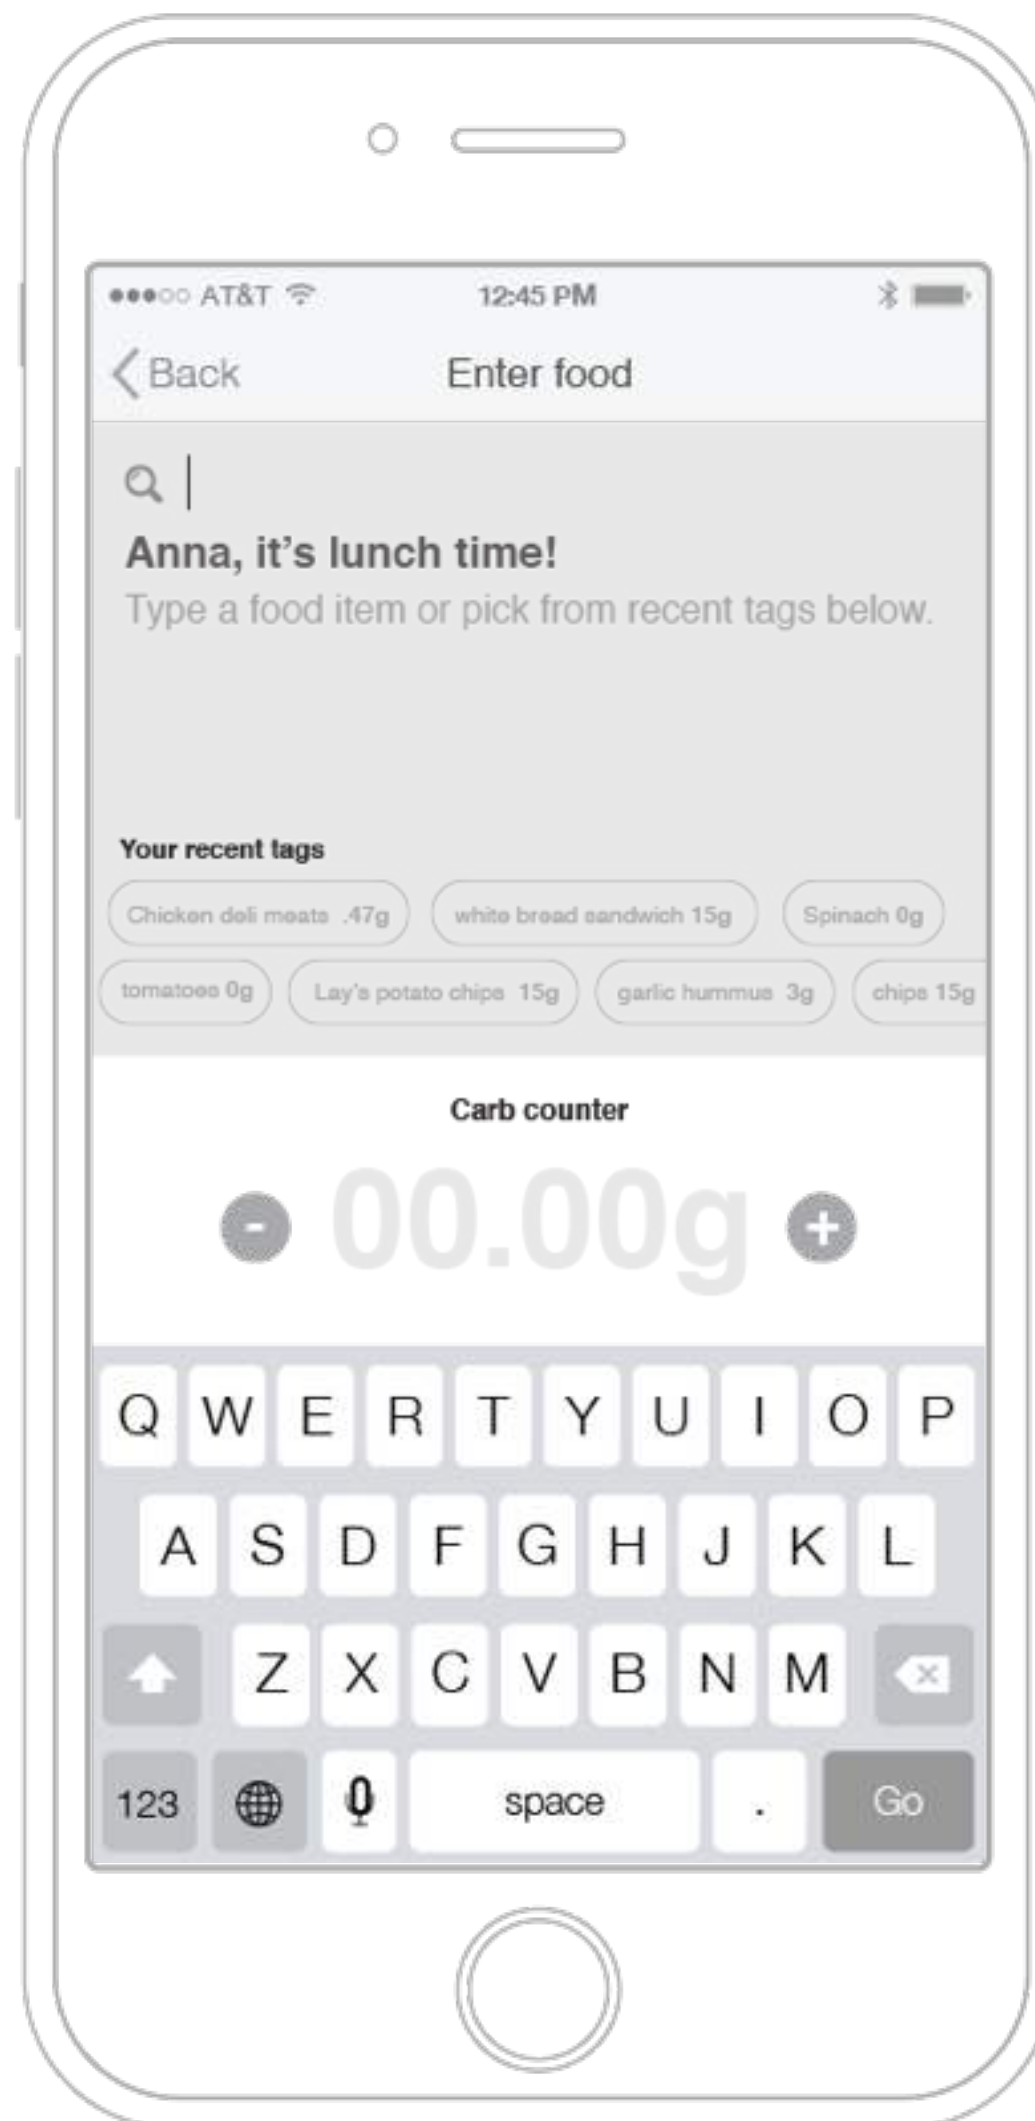 AT&T 12:45 PM
Back Enter food
Anna, it's lunch time!
Type a food item or pick from recent tags below.
Your recent tags
Chicken deli meats .47g white bread sandwich 15g Spinach 0g
tomatoes 0g Lay's potato chips 15g garlic hummus 3g chips 15g
Carb counter
- 00.00g +
Q W E R T Y U I O P
A S D F G H J K L
Z X C V B N M
123 space . Go